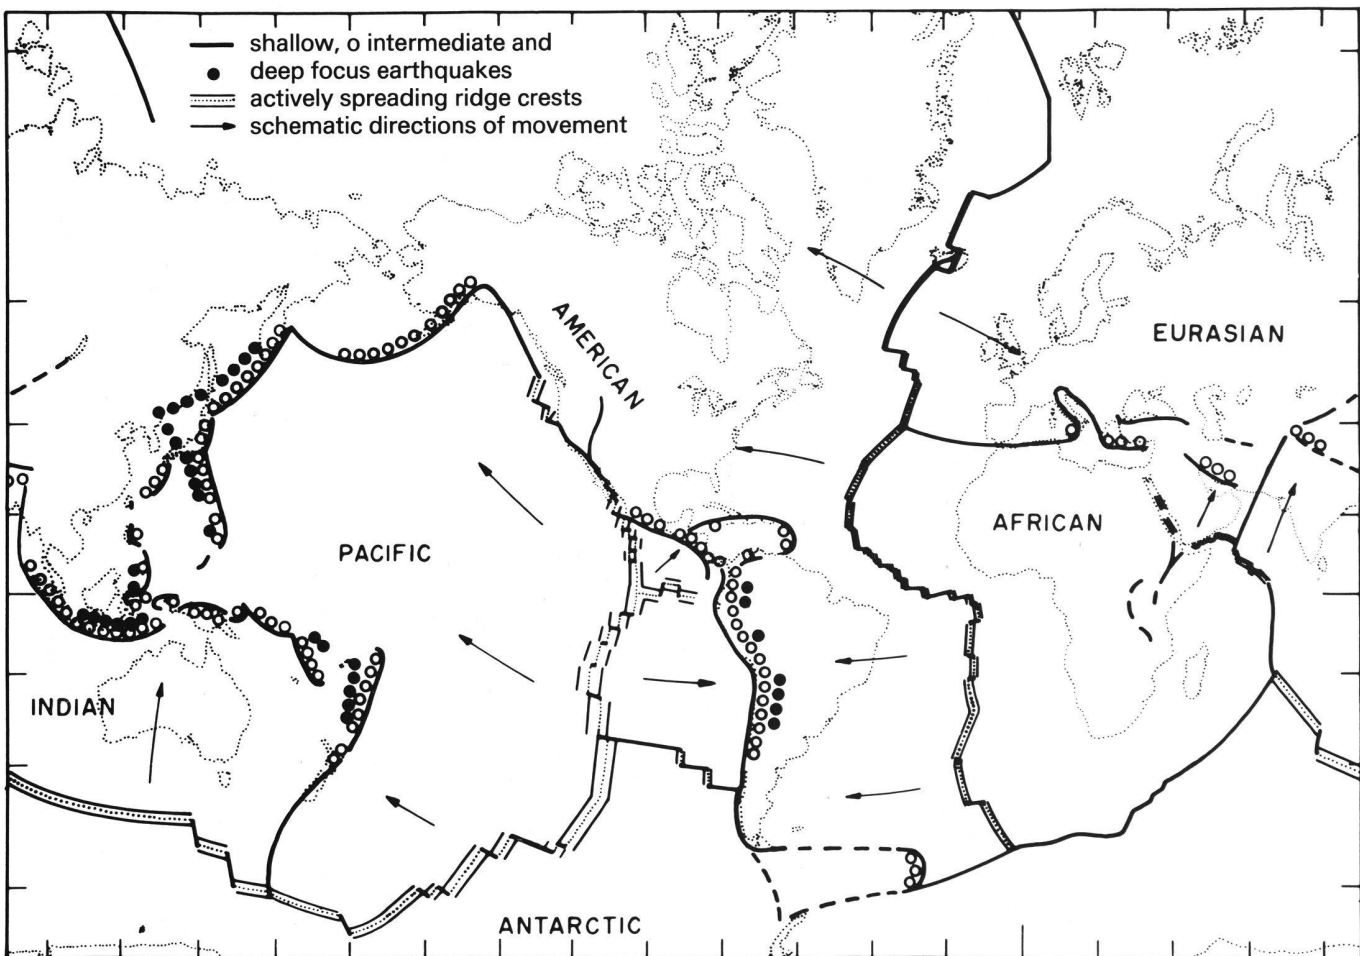 shallow, o intermediate and
deep focus earthquakes
actively spreading ridge crests
schematic directions of movement
AMERICAN
EURASIAN
PACIFIC
AFRICAN
INDIAN
ANTARCTIC